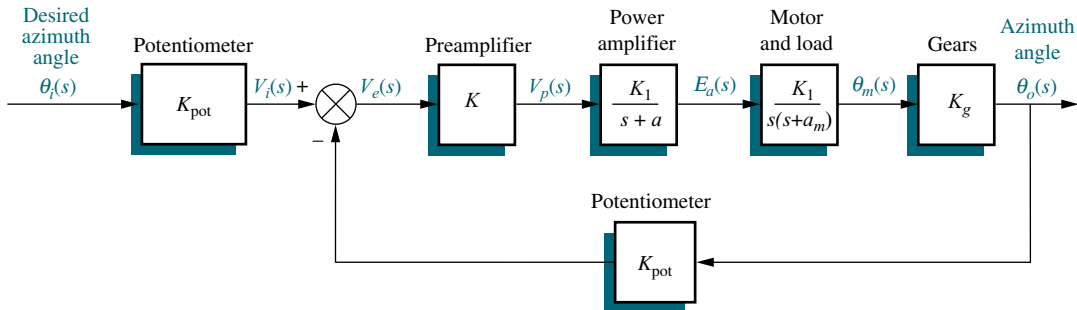 Desired
azimuth
angle
θi(s)
Potentiometer
Kpot
Vi(s) +
−
Ve(s)
Preamplifier
K
Vp(s)
Power
amplifier
K1
s + a
Ea(s)
Motor
and load
K1
s(s+am)
θm(s)
Gears
Kg
Azimuth
angle
θo(s)
Potentiometer
Kpot